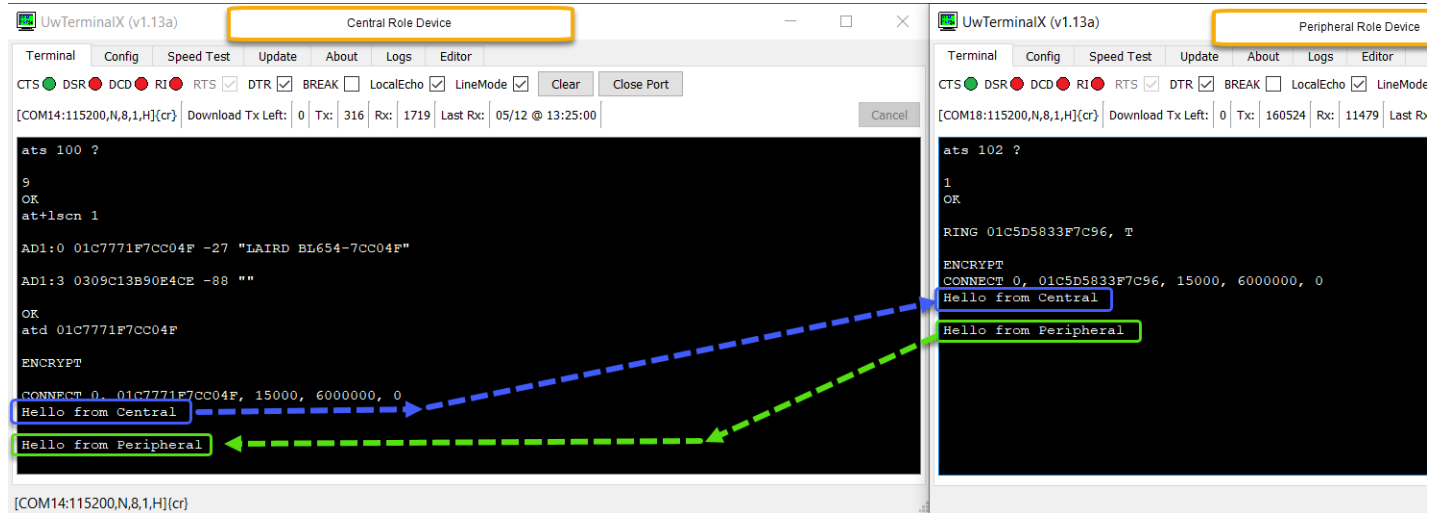 UwTerminalX (v1.13a)
Central Role Device
Terminal Config Speed Test Update About Logs Editor
CTS DSR DCD RI RTS DTR BREAK LocalEcho LineMode Clear Close Port
[COM14:115200,N,8,1,H]{cr} Download Tx Left: 0 Tx: 316 Rx: 1719 Last Rx: 05/12 @ 13:25:00 Cancel
ats 100 ?
9
OK
at+lscn 1
AD1:0 01C7771F7CC04F -27 "LAIRD BL654-7CC04F"
AD1:3 0309C13B90E4CE -88 ""
OK
atd 01C7771F7CC04F
ENCRYPT
CONNECT 0, 01C7771F7CC04F, 15000, 6000000, 0
Hello from Central
Hello from Peripheral
[COM14:115200,N,8,1,H]{cr}
UwTerminalX (v1.13a)
Peripheral Role Device
Terminal Config Speed Test Update About Logs Editor
CTS DSR DCD RI RTS DTR BREAK LocalEcho LineMode
[COM18:115200,N,8,1,H]{cr} Download Tx Left: 0 Tx: 160524 Rx: 11479 Last Rx
ats 102 ?
1
OK
RING 01C5D5833F7C96, T
ENCRYPT
CONNECT 0, 01C5D5833F7C96, 15000, 6000000, 0
Hello from Central
Hello from Peripheral